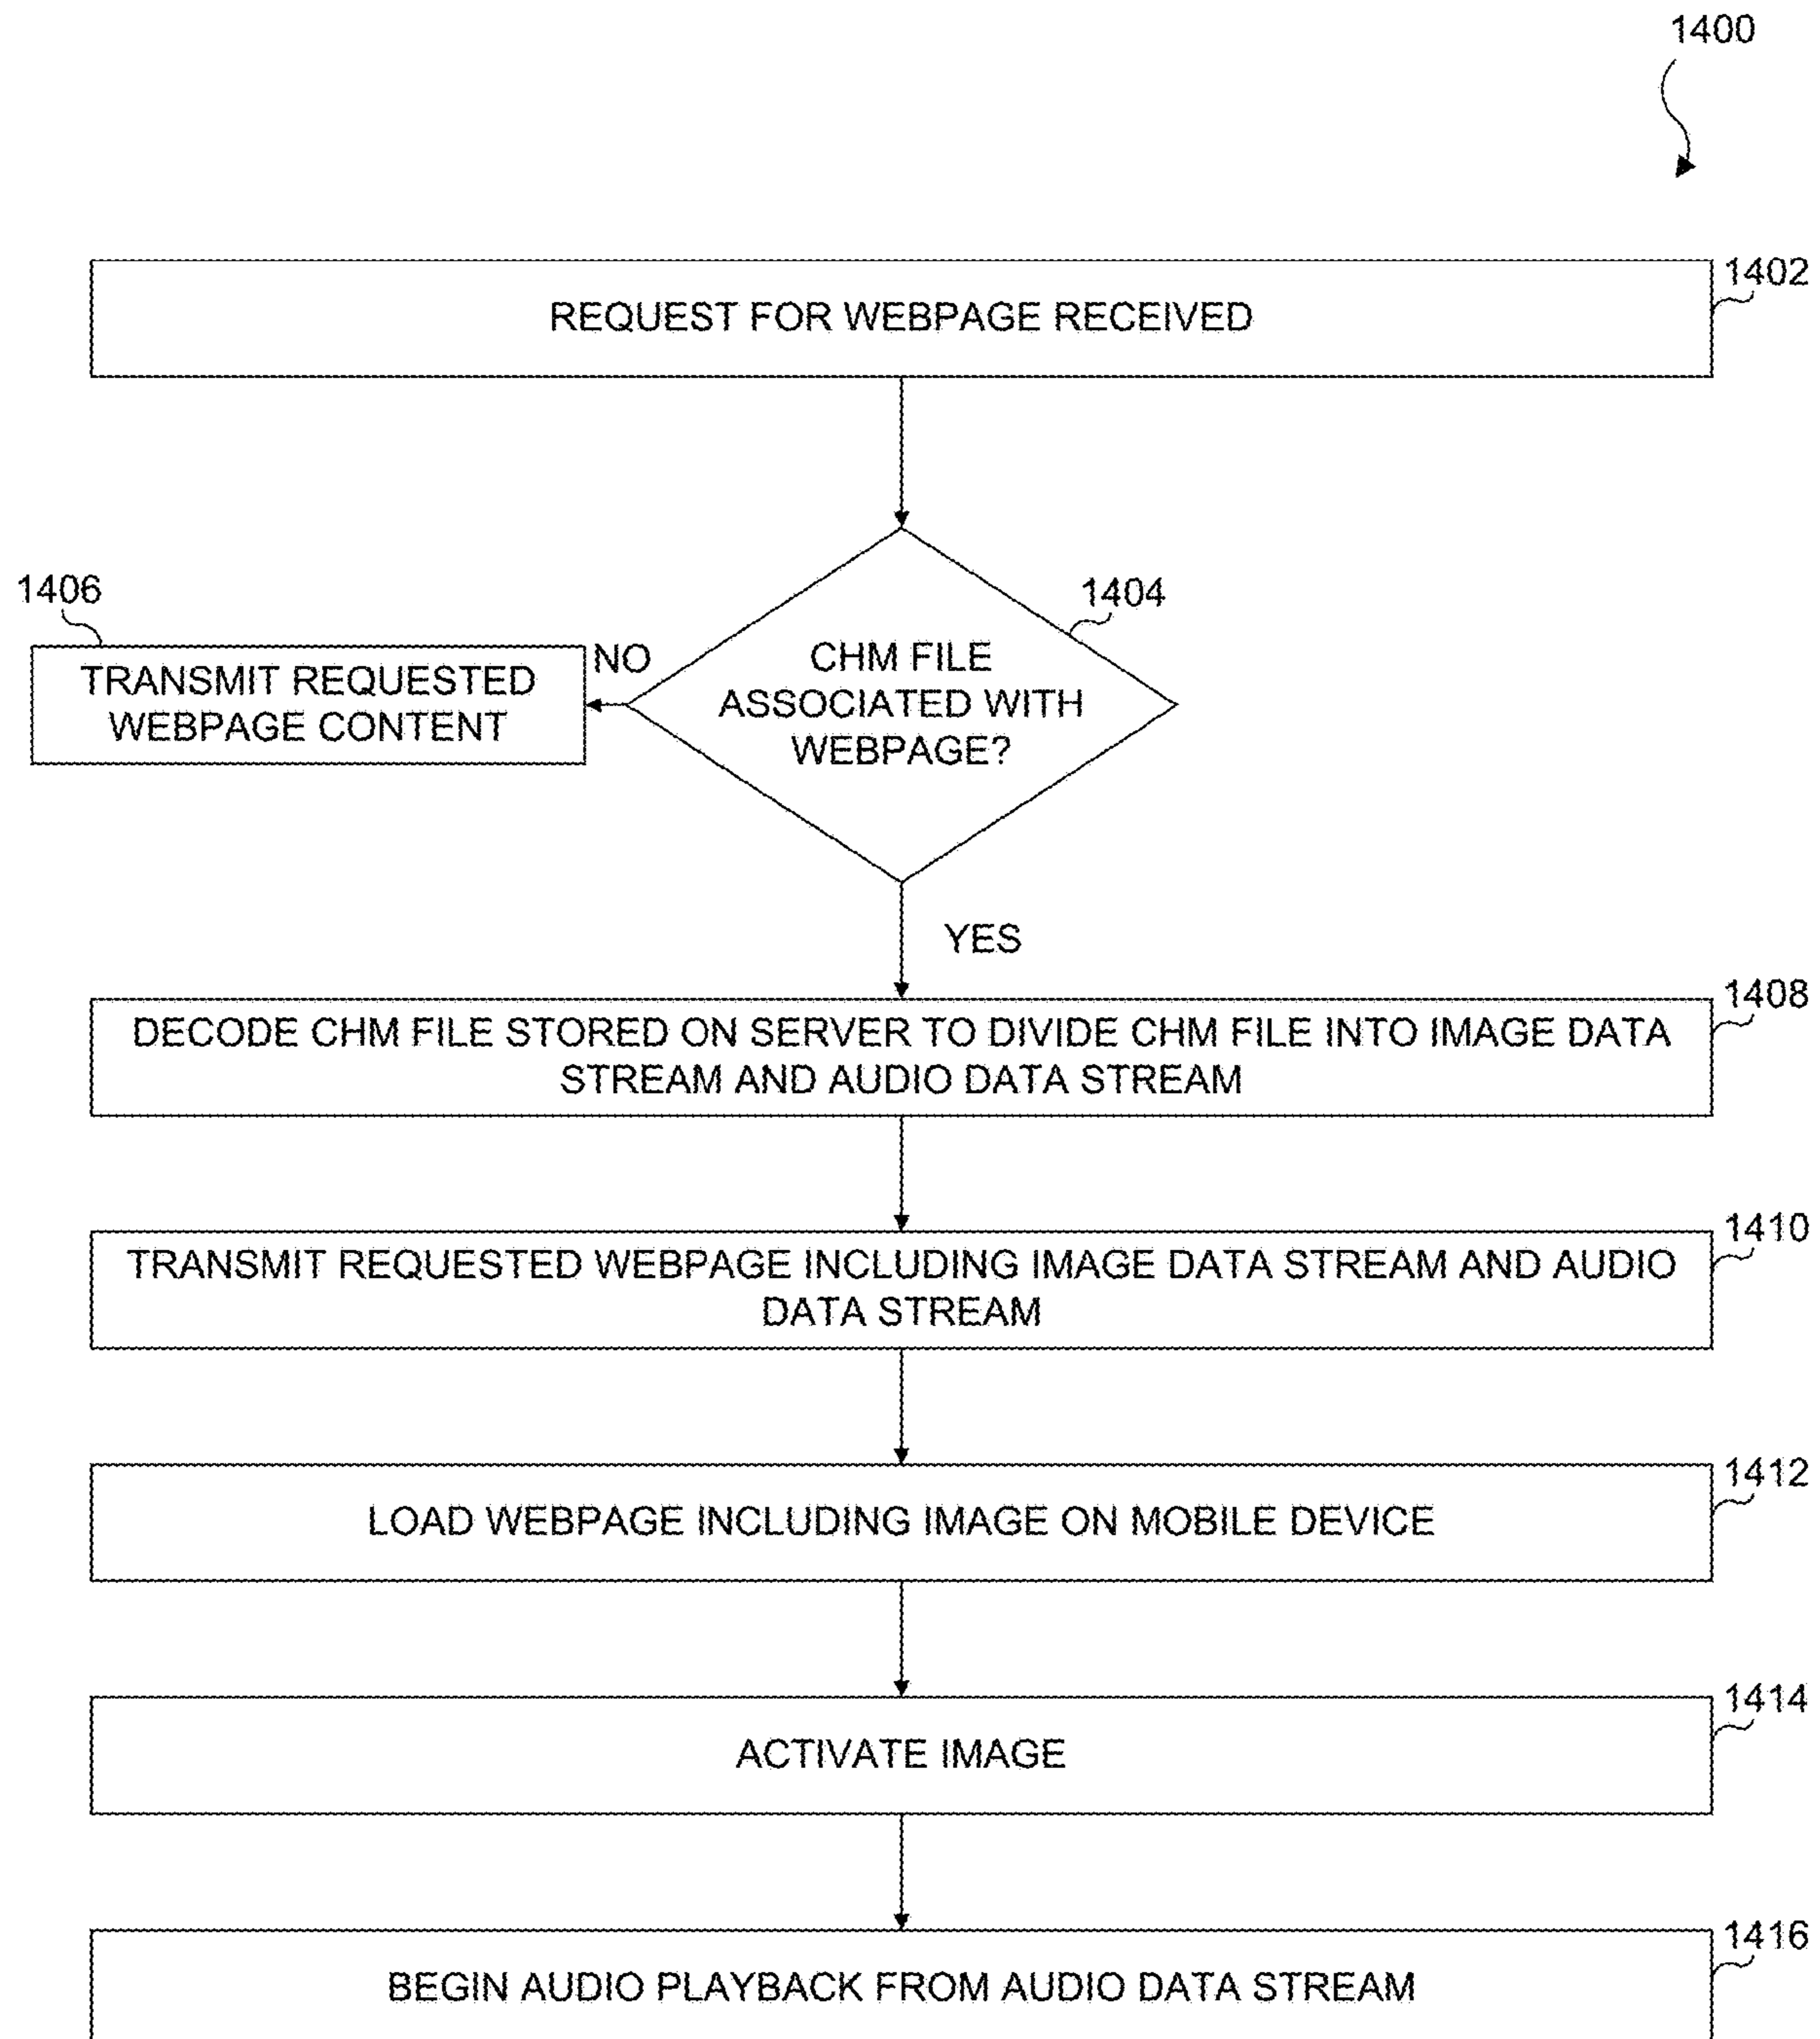 1400
1402
REQUEST FOR WEBPAGE RECEIVED
1406
1404
TRANSMIT REQUESTED
WEBPAGE CONTENT
NO
CHM FILE
ASSOCIATED WITH
WEBPAGE?
YES
1408
DECODE CHM FILE STORED ON SERVER TO DIVIDE CHM FILE INTO IMAGE DATA
STREAM AND AUDIO DATA STREAM
1410
TRANSMIT REQUESTED WEBPAGE INCLUDING IMAGE DATA STREAM AND AUDIO
DATA STREAM
1412
LOAD WEBPAGE INCLUDING IMAGE ON MOBILE DEVICE
1414
ACTIVATE IMAGE
1416
BEGIN AUDIO PLAYBACK FROM AUDIO DATA STREAM